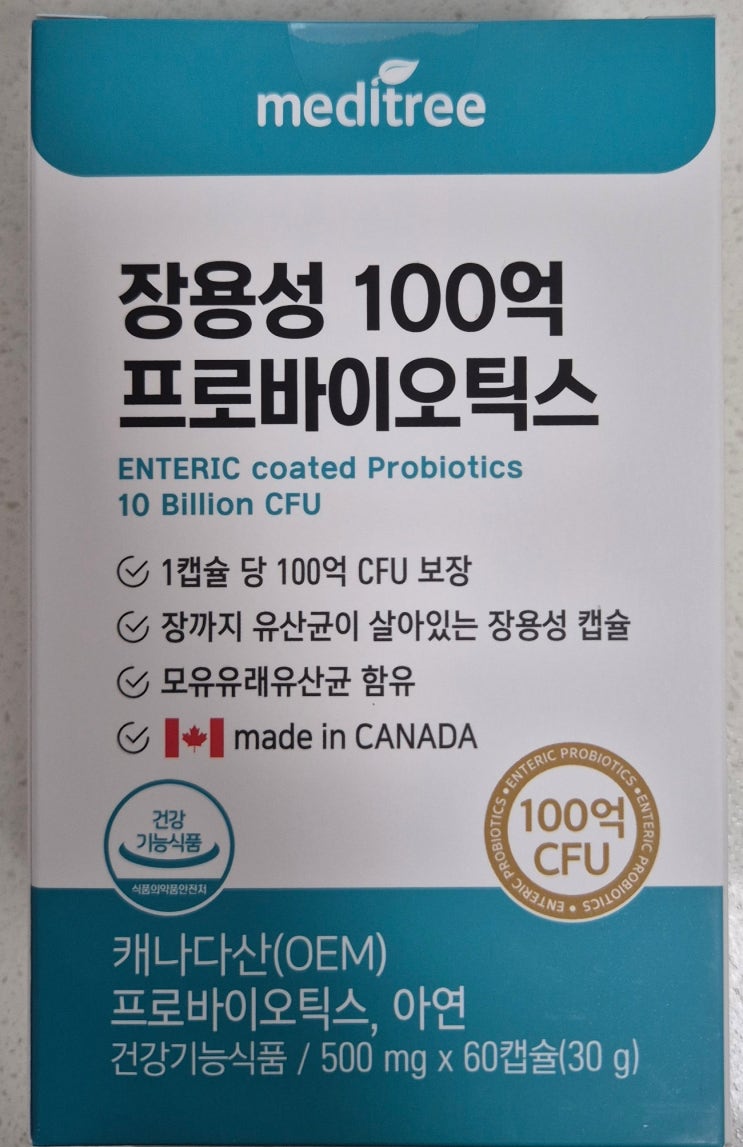 meditree
장용성 100억
프로바이오틱스
ENTERIC coated Probiotics
10 Billion CFU
1캡슐 당 100억 CFU 보장
장까지 유산균이 살아있는 장용성 캡슐
모유유래유산균 함유
made in CANADA
건강
기능식품
식품의약품안전처
ENTERIC PROBIOTICS • ENTERIC PROBIOTICS • ENTERIC PROBIOTICS •
100억
CFU
캐나다산(OEM)
프로바이오틱스, 아연
건강기능식품 / 500 mg x 60캡슐(30 g)